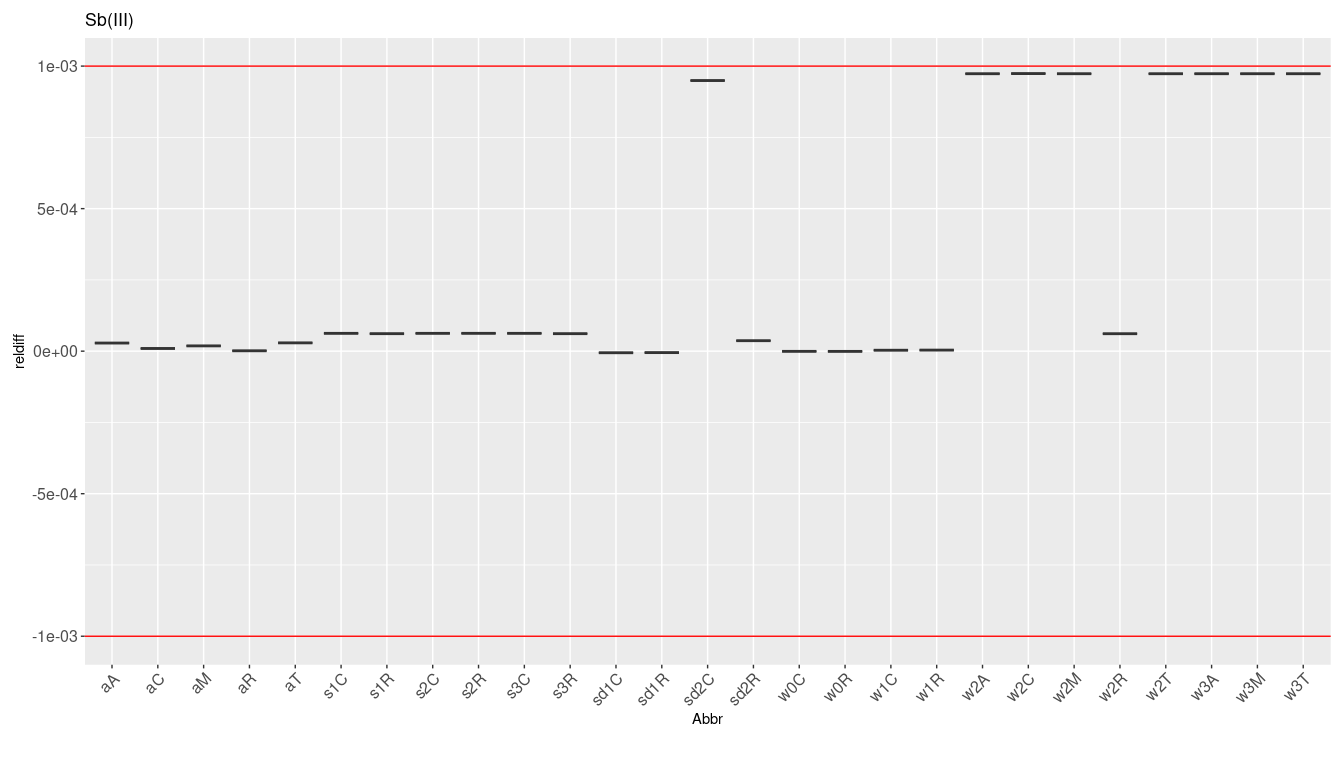 Sb(III)
1e-03
5e-04
0e+00
-5e-04
-1e-03
reldiff
aA aC aM aR aT s1C s1R s2C s2R s3C s3R sd1C sd1R sd2C sd2R w0C w0R w1C w1R w2A w2C w2M w2R w2T w3A w3M w3T
Abbr